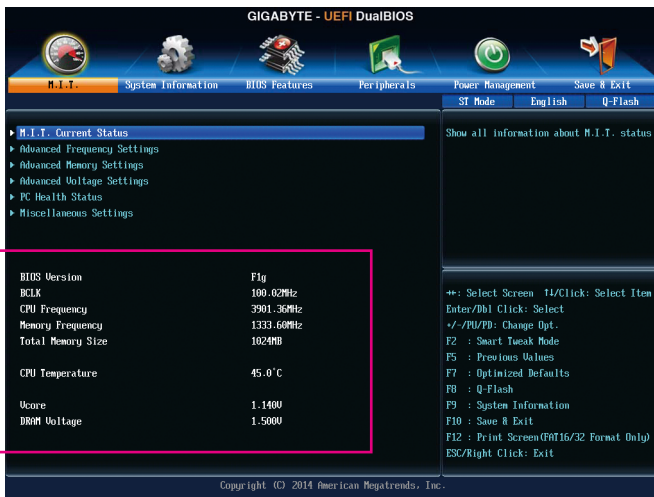 GIGABYTE - UEFI DualBIOS
M.I.T.
System Information
BIOS Features
Peripherals
Power Management
Save & Exit
ST Mode
English
Q-Flash
M.I.T. Current Status
Advanced Frequency Settings
Advanced Memory Settings
Advanced Voltage Settings
PC Health Status
Miscellaneous Settings
Show all information about M.I.T. status
BIOS Version F1g
BCLK 100.02MHz
CPU Frequency 3901.36MHz
Memory Frequency 1333.60MHz
Total Memory Size 1024MB
CPU Temperature 45.0°C
Vcore 1.140V
DRAM Voltage 1.500V
→←: Select Screen ↑↓/Click: Select Item
Enter/Dbl Click: Select
+/-/PU/PD: Change Opt.
F2 : Smart Tweak Mode
F5 : Previous Values
F7 : Optimized Defaults
F8 : Q-Flash
F9 : System Information
F10 : Save & Exit
F12 : Print Screen(FAT16/32 Format Only)
ESC/Right Click: Exit
Copyright (C) 2014 American Megatrends, Inc.